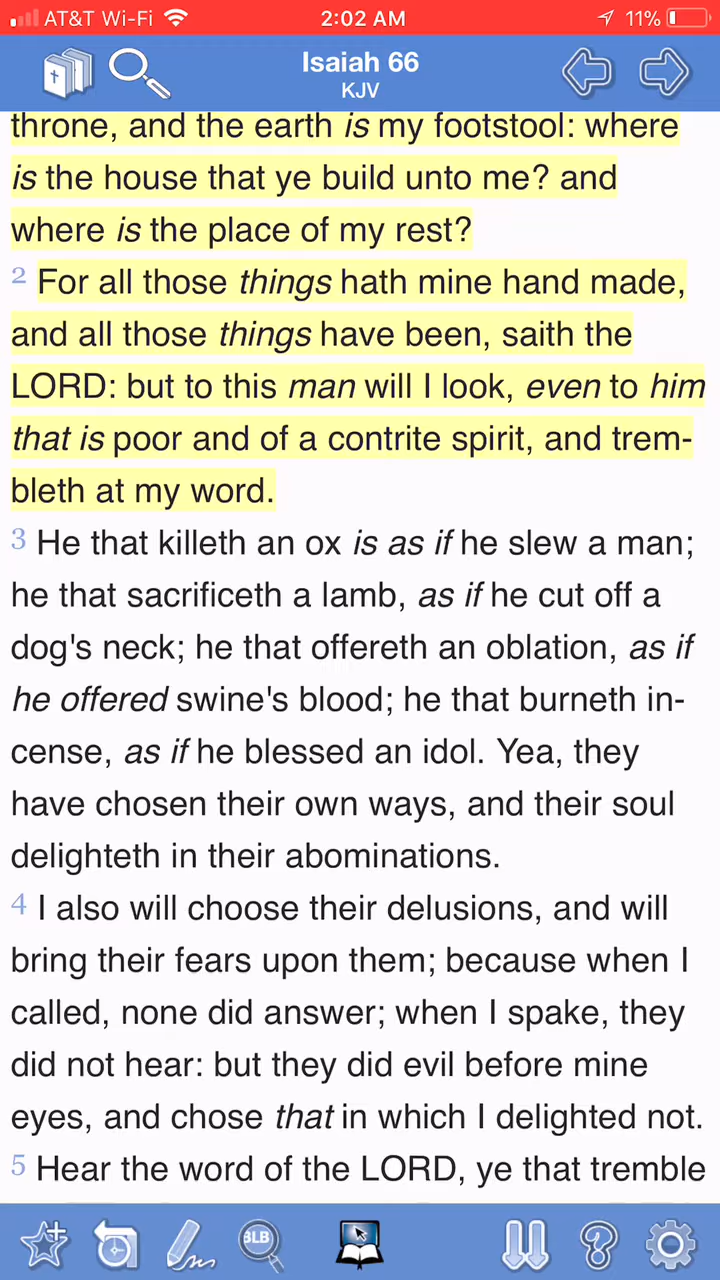 AT&T Wi-Fi 2:02 AM 11%
Isaiah 66
KJV
throne, and the earth is my footstool: where
is the house that ye build unto me? and
where is the place of my rest?
2 For all those things hath mine hand made,
and all those things have been, saith the
LORD: but to this man will I look, even to him
that is poor and of a contrite spirit, and trem-
bleth at my word.
3 He that killeth an ox is as if he slew a man;
he that sacrificeth a lamb, as if he cut off a
dog's neck; he that offereth an oblation, as if
he offered swine's blood; he that burneth in-
cense, as if he blessed an idol. Yea, they
have chosen their own ways, and their soul
delighteth in their abominations.
4 I also will choose their delusions, and will
bring their fears upon them; because when I
called, none did answer; when I spake, they
did not hear: but they did evil before mine
eyes, and chose that in which I delighted not.
5 Hear the word of the LORD, ye that tremble
BLB